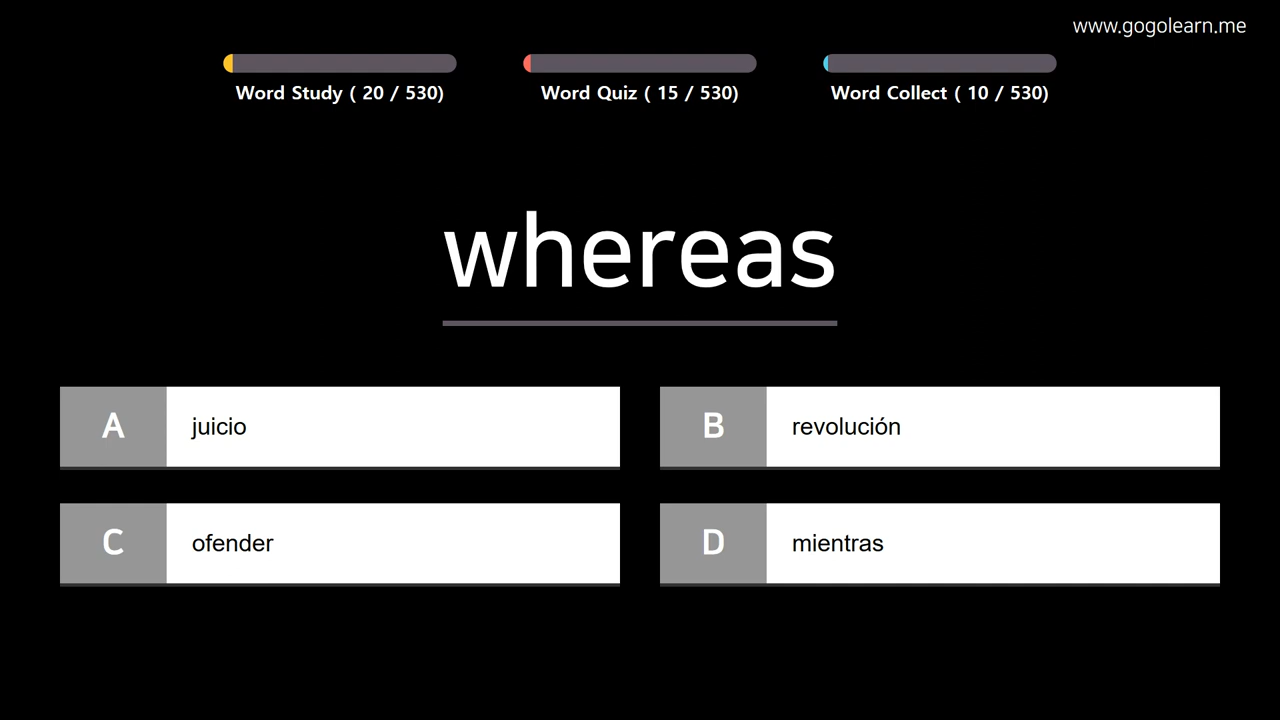 www.gogolearn.me
Word Study ( 20 / 530)
Word Quiz ( 15 / 530)
Word Collect ( 10 / 530)
whereas
A juicio
B revolución
C ofender
D mientras